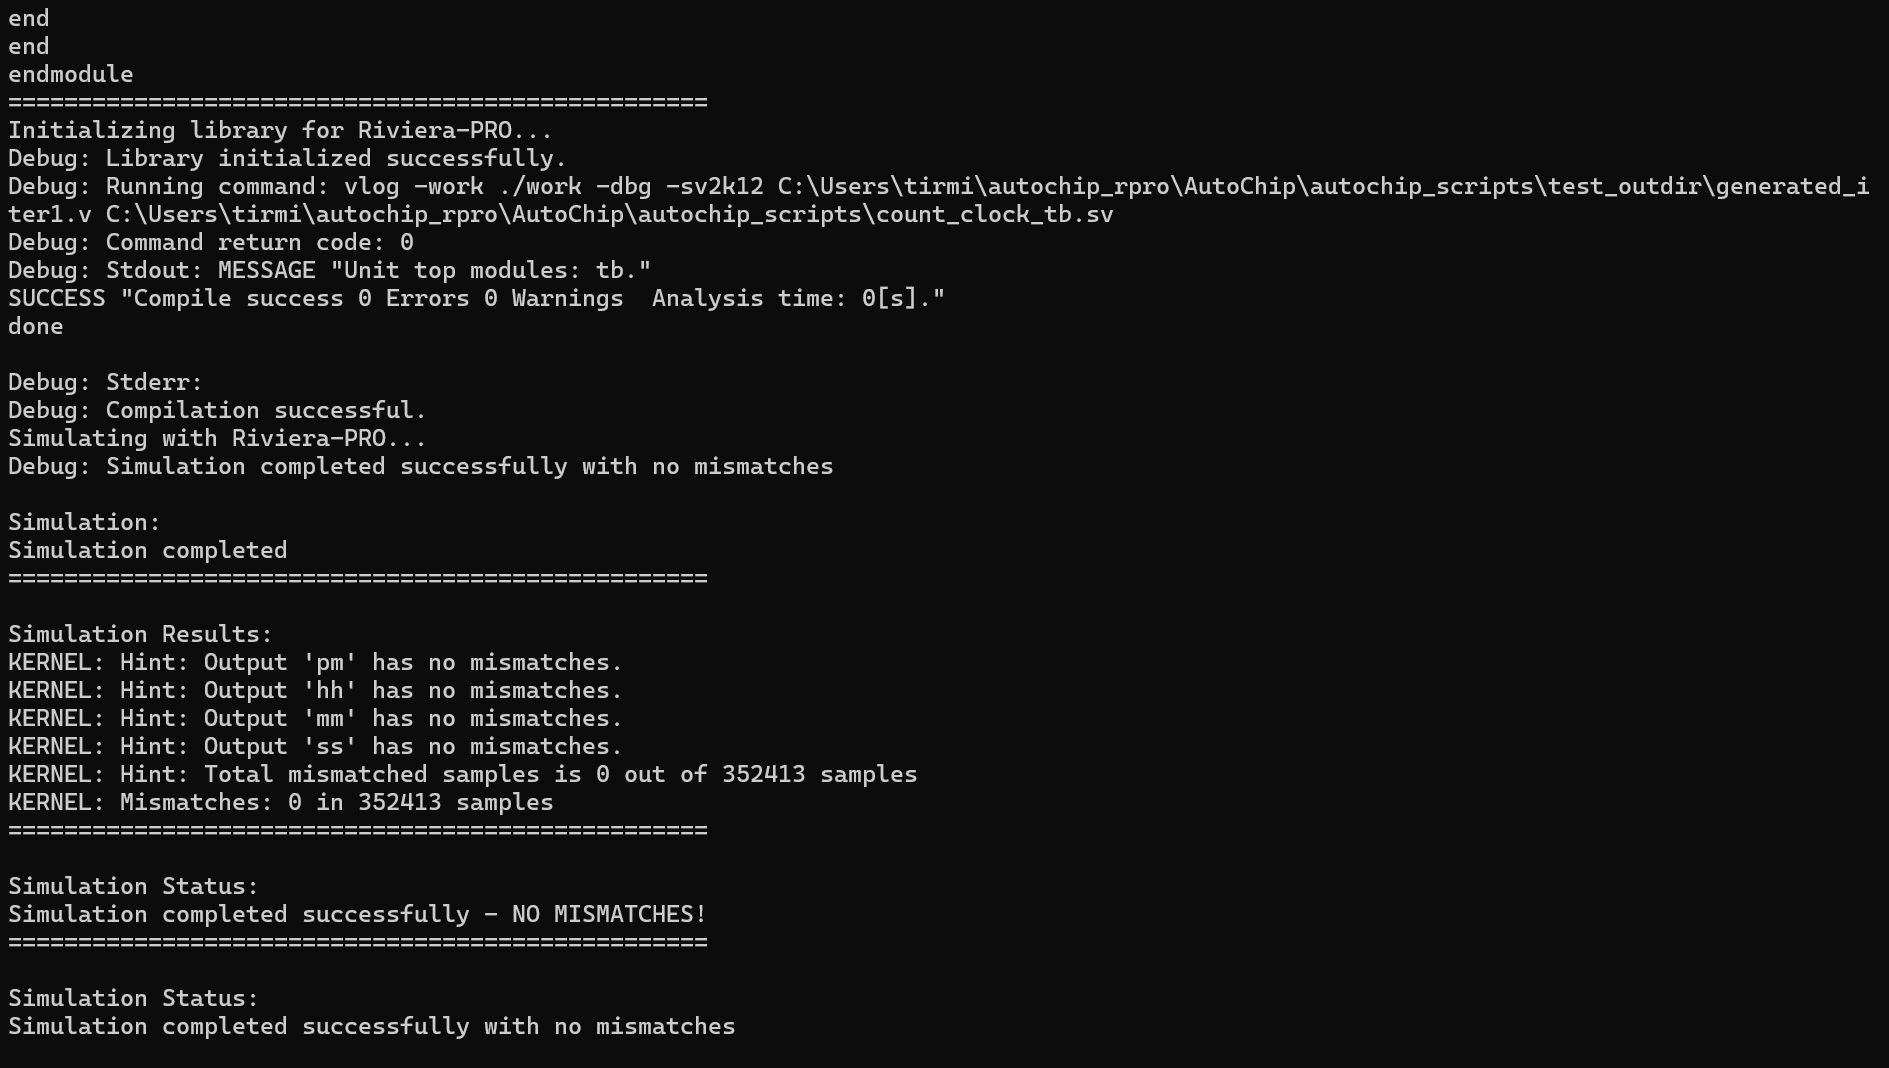 end
end
endmodule
==================================================
Initializing library for Riviera-PRO...
Debug: Library initialized successfully.
Debug: Running command: vlog -work ./work -dbg -sv2k12 C:\Users\tirmi\autochip_rpro\AutoChip\autochip_scripts\test_outdir\generated_i
ter1.v C:\Users\tirmi\autochip_rpro\AutoChip\autochip_scripts\count_clock_tb.sv
Debug: Command return code: 0
Debug: Stdout: MESSAGE "Unit top modules: tb."
SUCCESS "Compile success 0 Errors 0 Warnings  Analysis time: 0[s]."
done
Debug: Stderr:
Debug: Compilation successful.
Simulating with Riviera-PRO...
Debug: Simulation completed successfully with no mismatches
Simulation:
Simulation completed
==================================================
Simulation Results:
KERNEL: Hint: Output 'pm' has no mismatches.
KERNEL: Hint: Output 'hh' has no mismatches.
KERNEL: Hint: Output 'mm' has no mismatches.
KERNEL: Hint: Output 'ss' has no mismatches.
KERNEL: Hint: Total mismatched samples is 0 out of 352413 samples
KERNEL: Mismatches: 0 in 352413 samples
==================================================
Simulation Status:
Simulation completed successfully - NO MISMATCHES!
==================================================
Simulation Status:
Simulation completed successfully with no mismatches